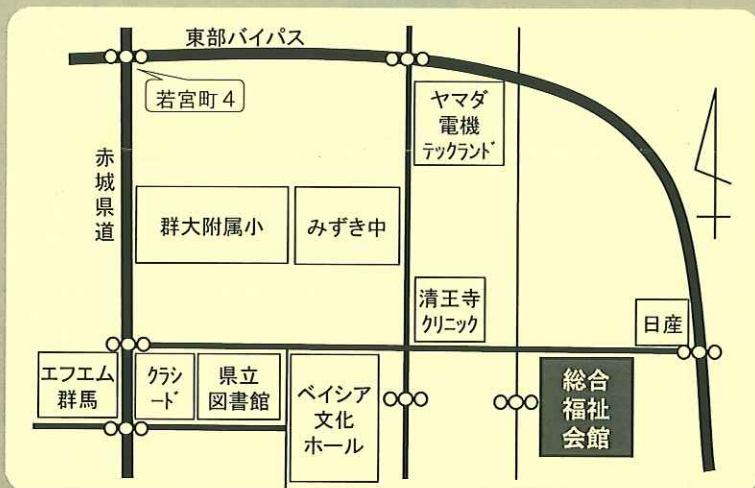 東部バイパス
若宮町4
ヤマダ
電機
テックランド
赤城県道
群大附属小
みずき中
清王寺
クリニック
日産
エフエム
群馬
クラシ
ード
県立
図書館
ベイシア
文化
ホール
総合
福祉
会館